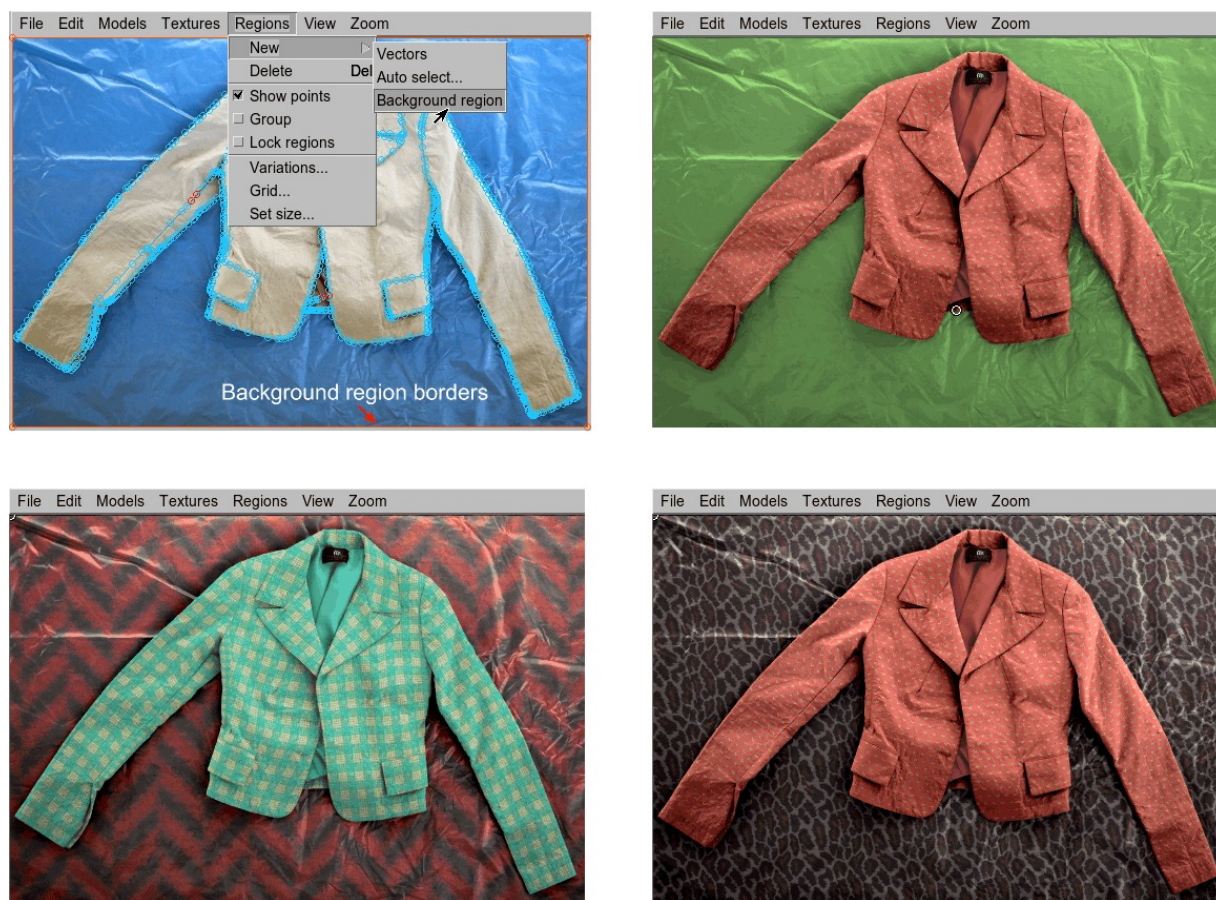 File Edit Models Textures Regions View Zoom
New
Delete Del
Show points
Group
Lock regions
Variations...
Grid...
Set size...
Vectors
Auto select...
Background region
Background region borders
File Edit Models Textures Regions View Zoom
File Edit Models Textures Regions View Zoom
File Edit Models Textures Regions View Zoom